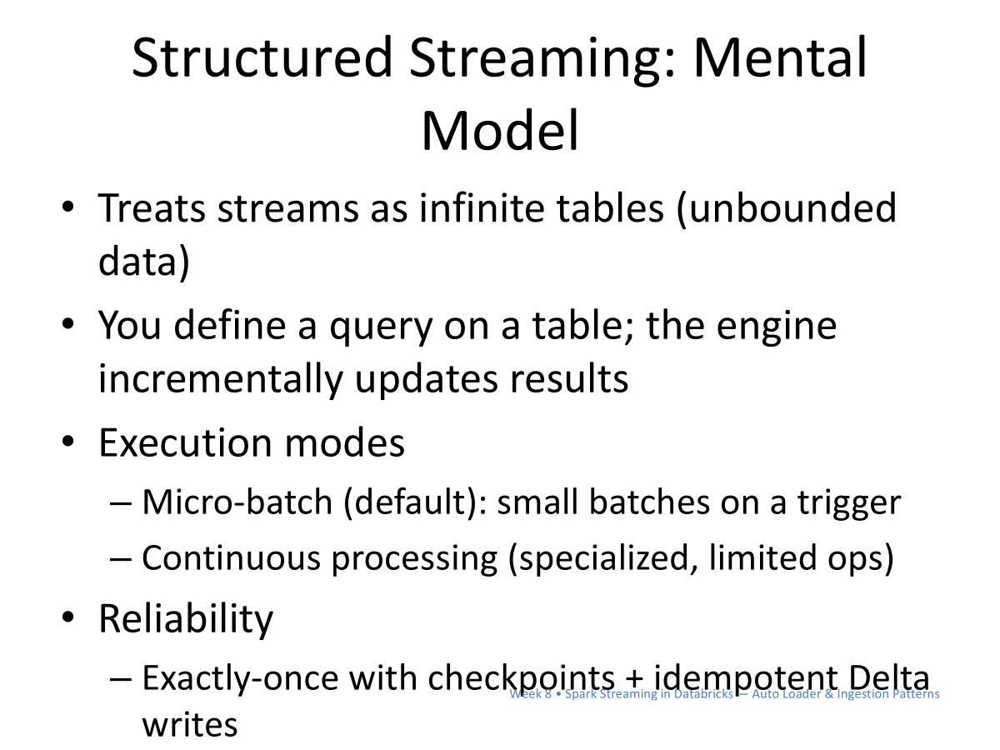 Structured Streaming: Mental
Model
• Treats streams as infinite tables (unbounded
data)
• You define a query on a table; the engine
incrementally updates results
• Execution modes
– Micro-batch (default): small batches on a trigger
– Continuous processing (specialized, limited ops)
• Reliability
– Exactly-once with checkpoints + idempotent Delta
writes
Week 8 • Spark Streaming in Databricks — Auto Loader & Ingestion Patterns